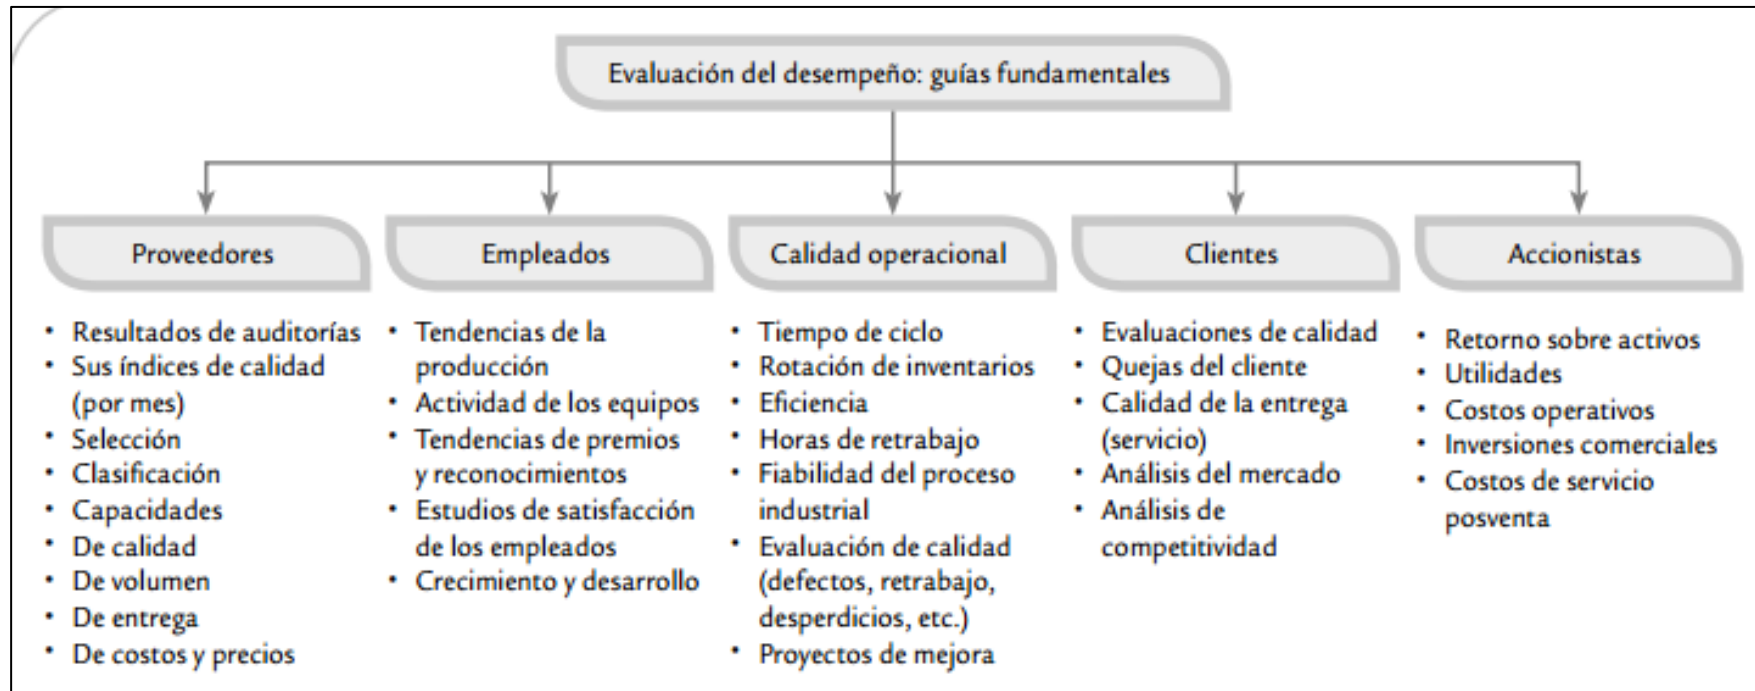 Evaluación del desempeño: guías fundamentales
Proveedores
• Resultados de auditorías
• Sus índices de calidad
(por mes)
• Selección
• Clasificación
• Capacidades
• De calidad
• De volumen
• De entrega
• De costos y precios
Empleados
• Tendencias de la
producción
• Actividad de los equipos
• Tendencias de premios
y reconocimientos
• Estudios de satisfacción
de los empleados
• Crecimiento y desarrollo
Calidad operacional
• Tiempo de ciclo
• Rotación de inventarios
• Eficiencia
• Horas de retrabajo
• Fiabilidad del proceso
industrial
• Evaluación de calidad
(defectos, retrabajo,
desperdicios, etc.)
• Proyectos de mejora
Clientes
• Evaluaciones de calidad
• Quejas del cliente
• Calidad de la entrega
(servicio)
• Análisis del mercado
• Análisis de
competitividad
Accionistas
• Retorno sobre activos
• Utilidades
• Costos operativos
• Inversiones comerciales
• Costos de servicio
posventa